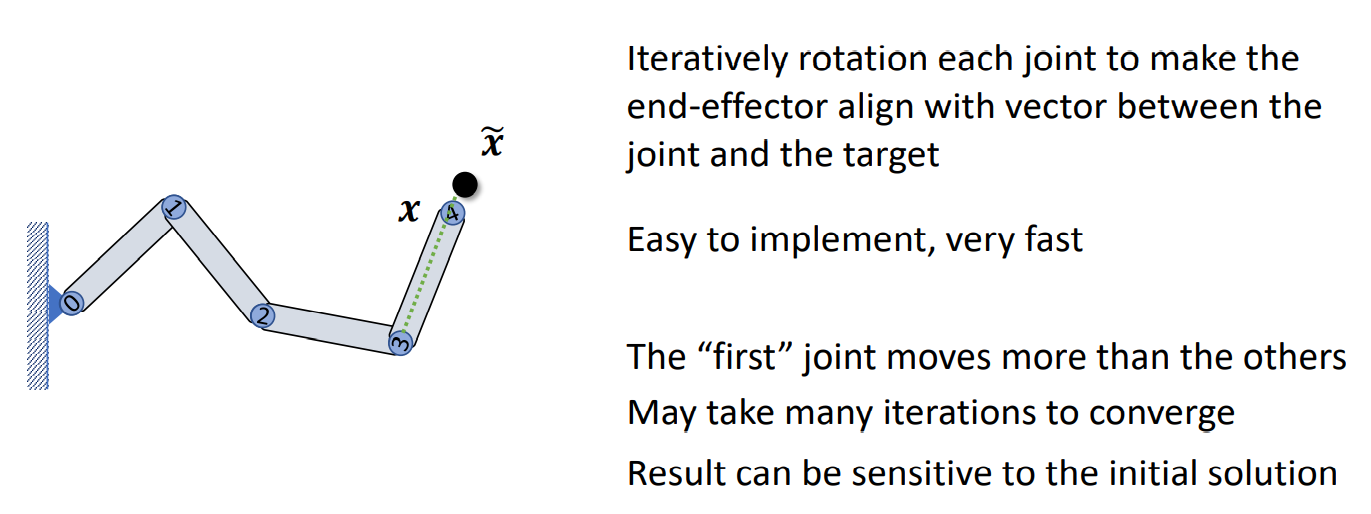 Iteratively rotation each joint to make the
end-effector align with vector between the
joint and the target
Easy to implement, very fast
The “first” joint moves more than the others
May take many iterations to converge
Result can be sensitive to the initial solution
x̃
x
0
1
2
3
4